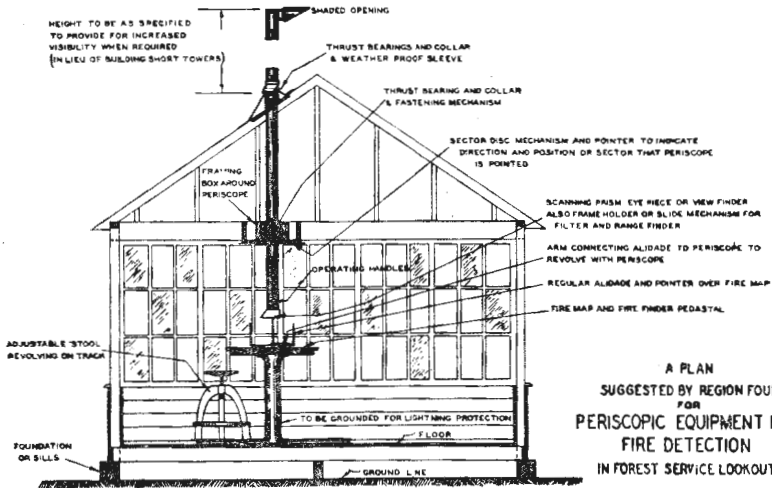 SHADED OPENING
HEIGHT TO BE AS SPECIFIED
TO PROVIDE FOR INCREASED
VISIBILITY WHEN REQUIRED
(IN LIEU OF BUILDING SHORT TOWERS)
THRUST BEARINGS AND COLLAR
& WEATHER PROOF SLEEVE
THRUST BEARING AND COLLAR
& FASTENING MECHANISM
SECTOR DISC MECHANISM AND POINTER TO INDICATE
DIRECTION AND POSITION OR SECTOR THAT PERISCOPE
IS POINTED
FRAMING
BOX AROUND
PERISCOPE
SCANNING PRISM EYE PIECE OR VIEW FINDER
ALSO FRAME HOLDER OR SLIDE MECHANISM FOR
FILTER AND RANGE FINDER
ARM CONNECTING ALIDADE TO PERISCOPE TO
REVOLVE WITH PERISCOPE
OPERATING HANDLES
REGULAR ALIDADE AND POINTER OVER FIRE MAP
FIRE MAP AND FIRE FINDER PEDASTAL
ADJUSTABLE STOOL
REVOLVING ON TRACK
TO BE GROUNDED FOR LIGHTNING PROTECTION
FLOOR
FOUNDATION
OR SILLS
GROUND LINE
A PLAN
SUGGESTED BY REGION FOU
FOR
PERISCOPIC EQUIPMENT
FIRE DETECTION
IN FOREST SERVICE LOOKOUT